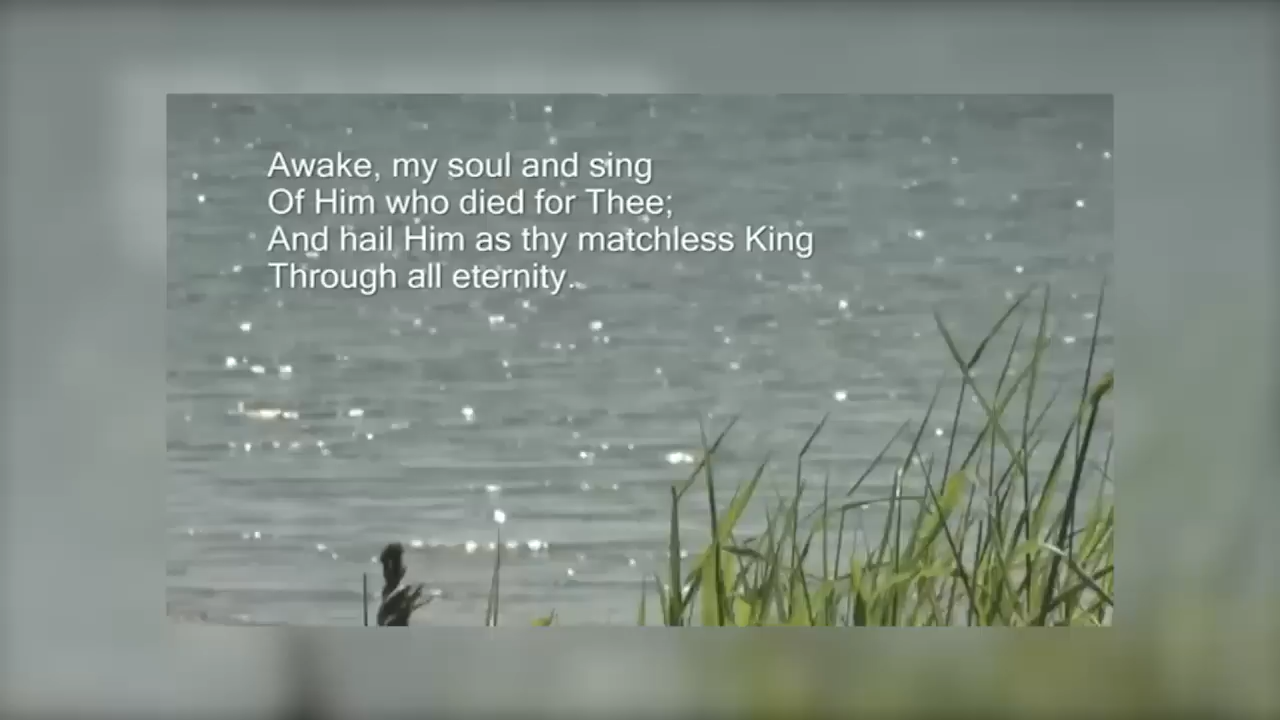 Awake, my soul and sing
Of Him who died for Thee;
And hail Him as thy matchless King
Through all eternity.